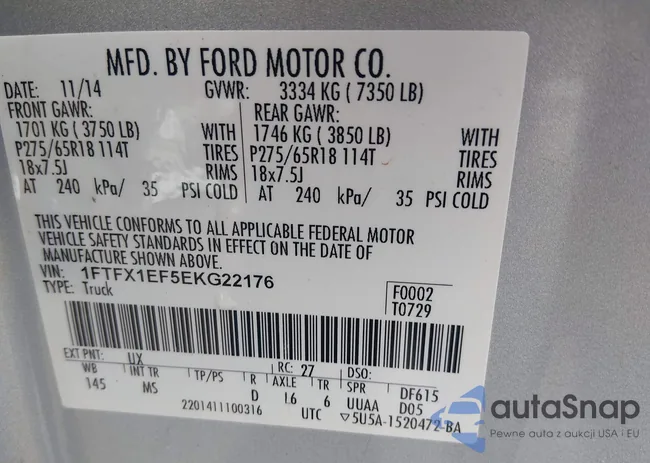 MFD. BY FORD MOTOR CO.
DATE: 11/14 GVWR: 3334 KG ( 7350 LB)
FRONT GAWR: REAR GAWR:
1701 KG ( 3750 LB) WITH 1746 KG ( 3850 LB) WITH
P275/65R18 114T TIRES P275/65R18 114T TIRES
18x7.5J RIMS 18x7.5J RIMS
AT 240 kPa/ 35 PSI COLD AT 240 kPa/ 35 PSI COLD
THIS VEHICLE CONFORMS TO ALL APPLICABLE FEDERAL MOTOR
VEHICLE SAFETY STANDARDS IN EFFECT ON THE DATE OF
MANUFACTURE SHOWN ABOVE.
VIN: 1FTFX1EF5EKG22176
TYPE: Truck
F0002
T0729
EXT PNT: UX RC: 27 DSO:
WB INT TR TP/PS R AXLE TR SPR DF615
145 MS D 16 6 UUAA D05
2201411100316 UTC ▽5U5A-1520472-BA
autoSnap
Pewne auta z aukcji USA i EU